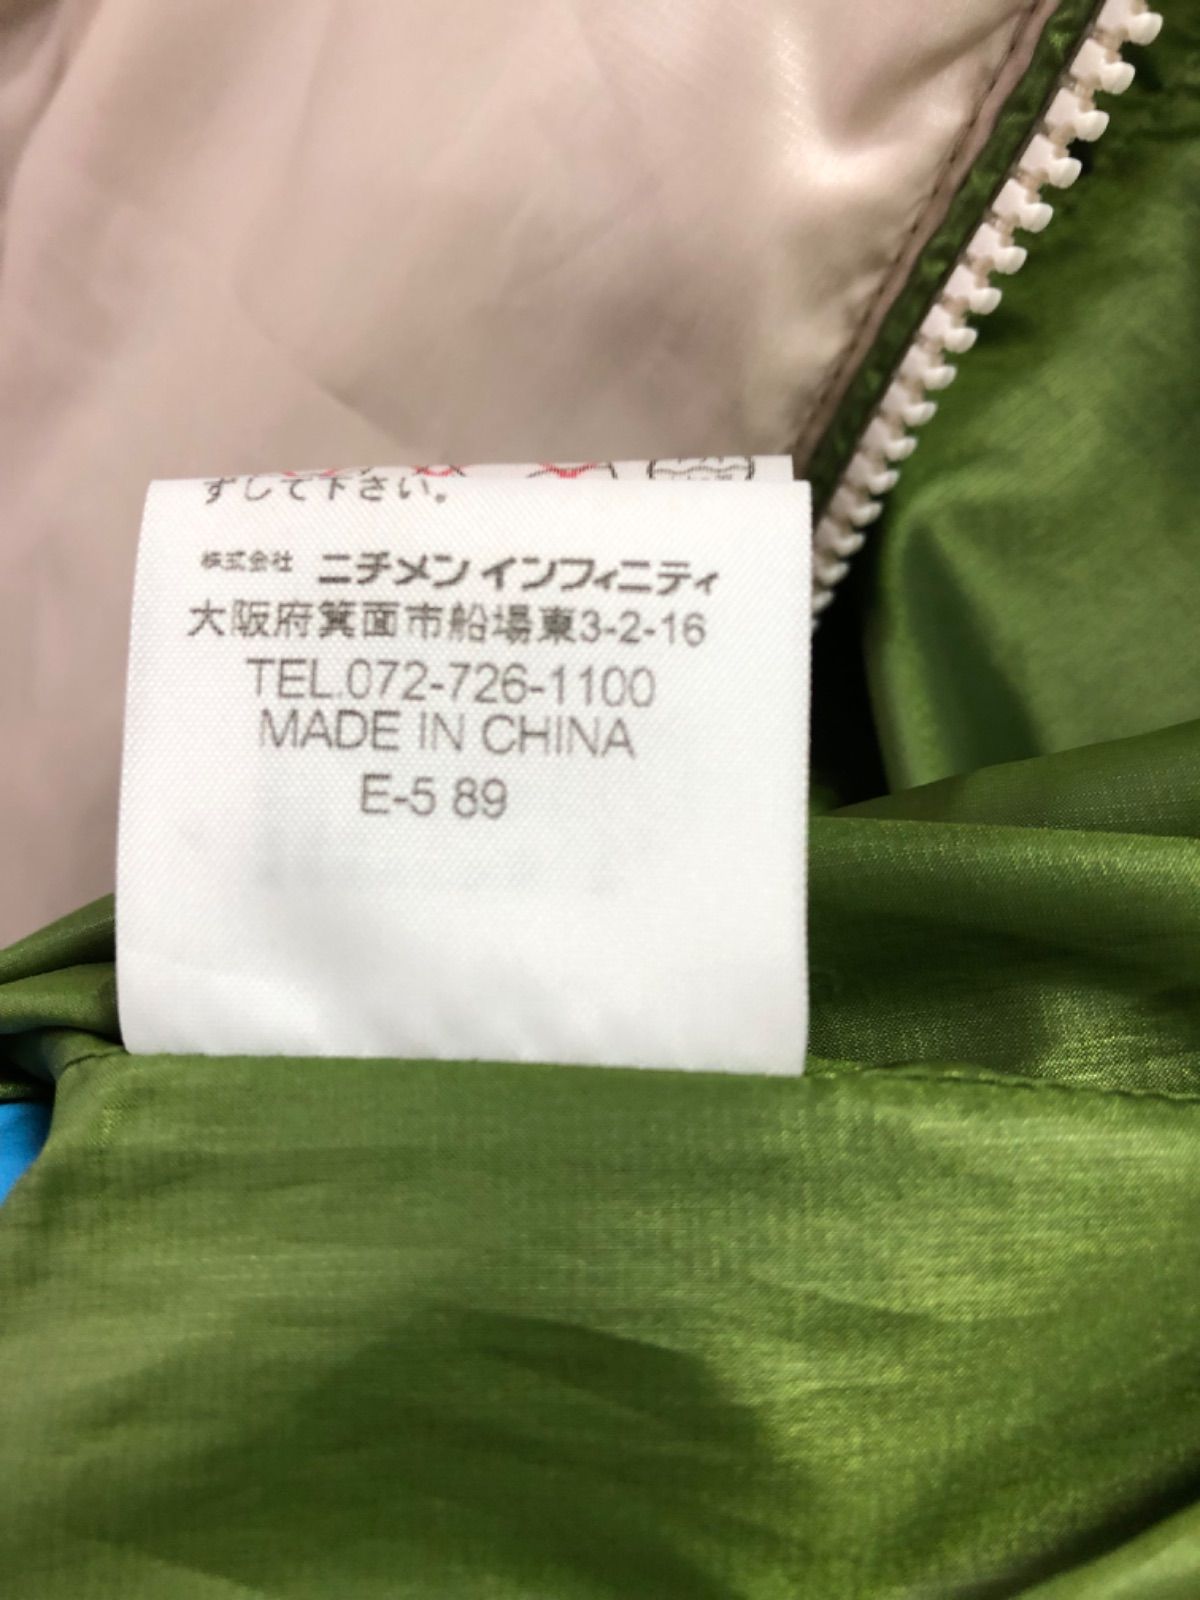 ずして下さい。
株式会社 ニチメン インフィニティ
大阪府箕面市船場東3-2-16
TEL.072-726-1100
MADE IN CHINA
E-5 89